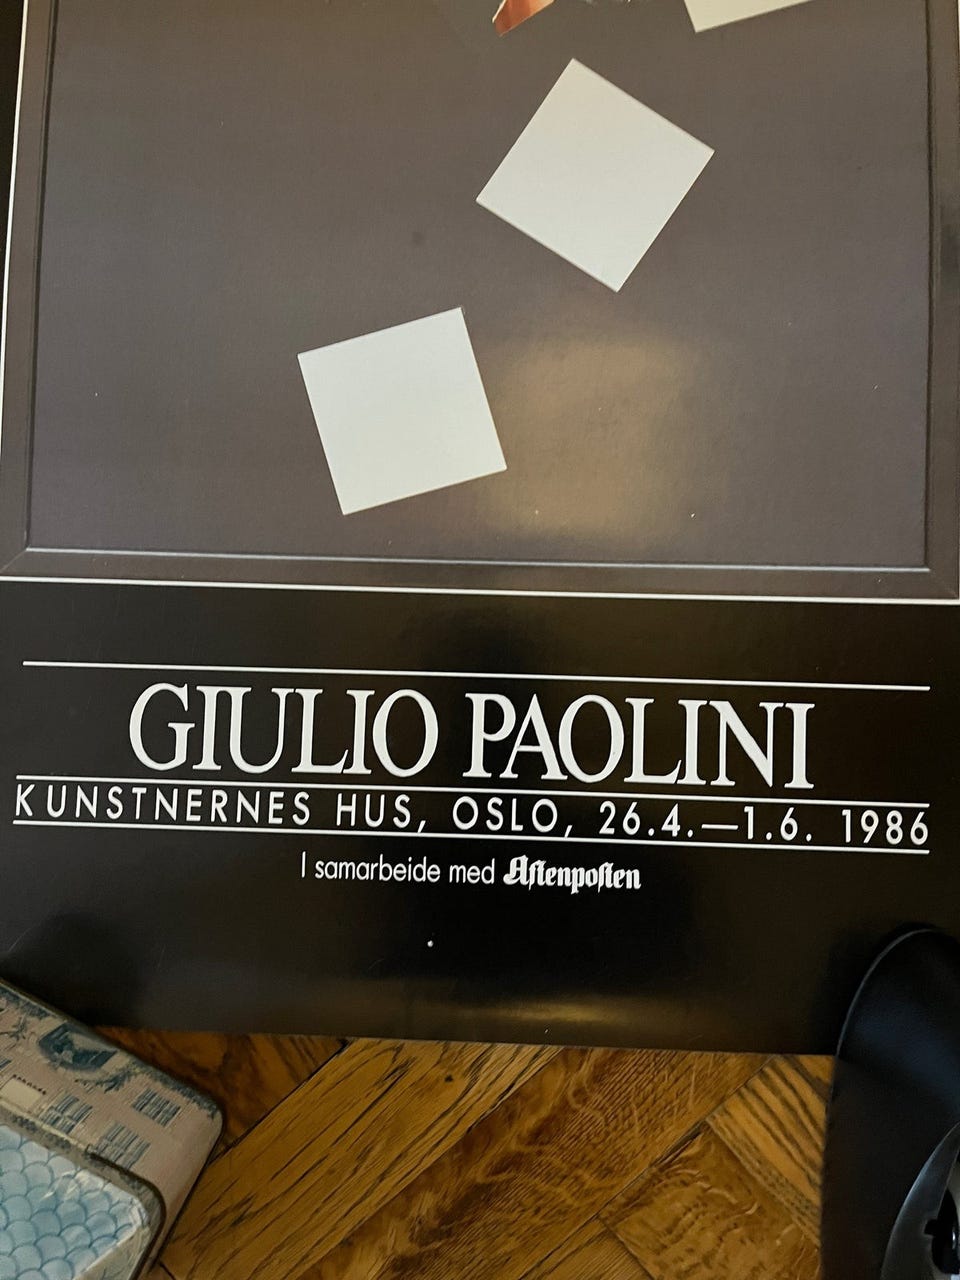 GIULIO PAOLINI
KUNSTNERNES HUS, OSLO, 26.4.—1.6. 1986
I samarbeide med Aftenposten